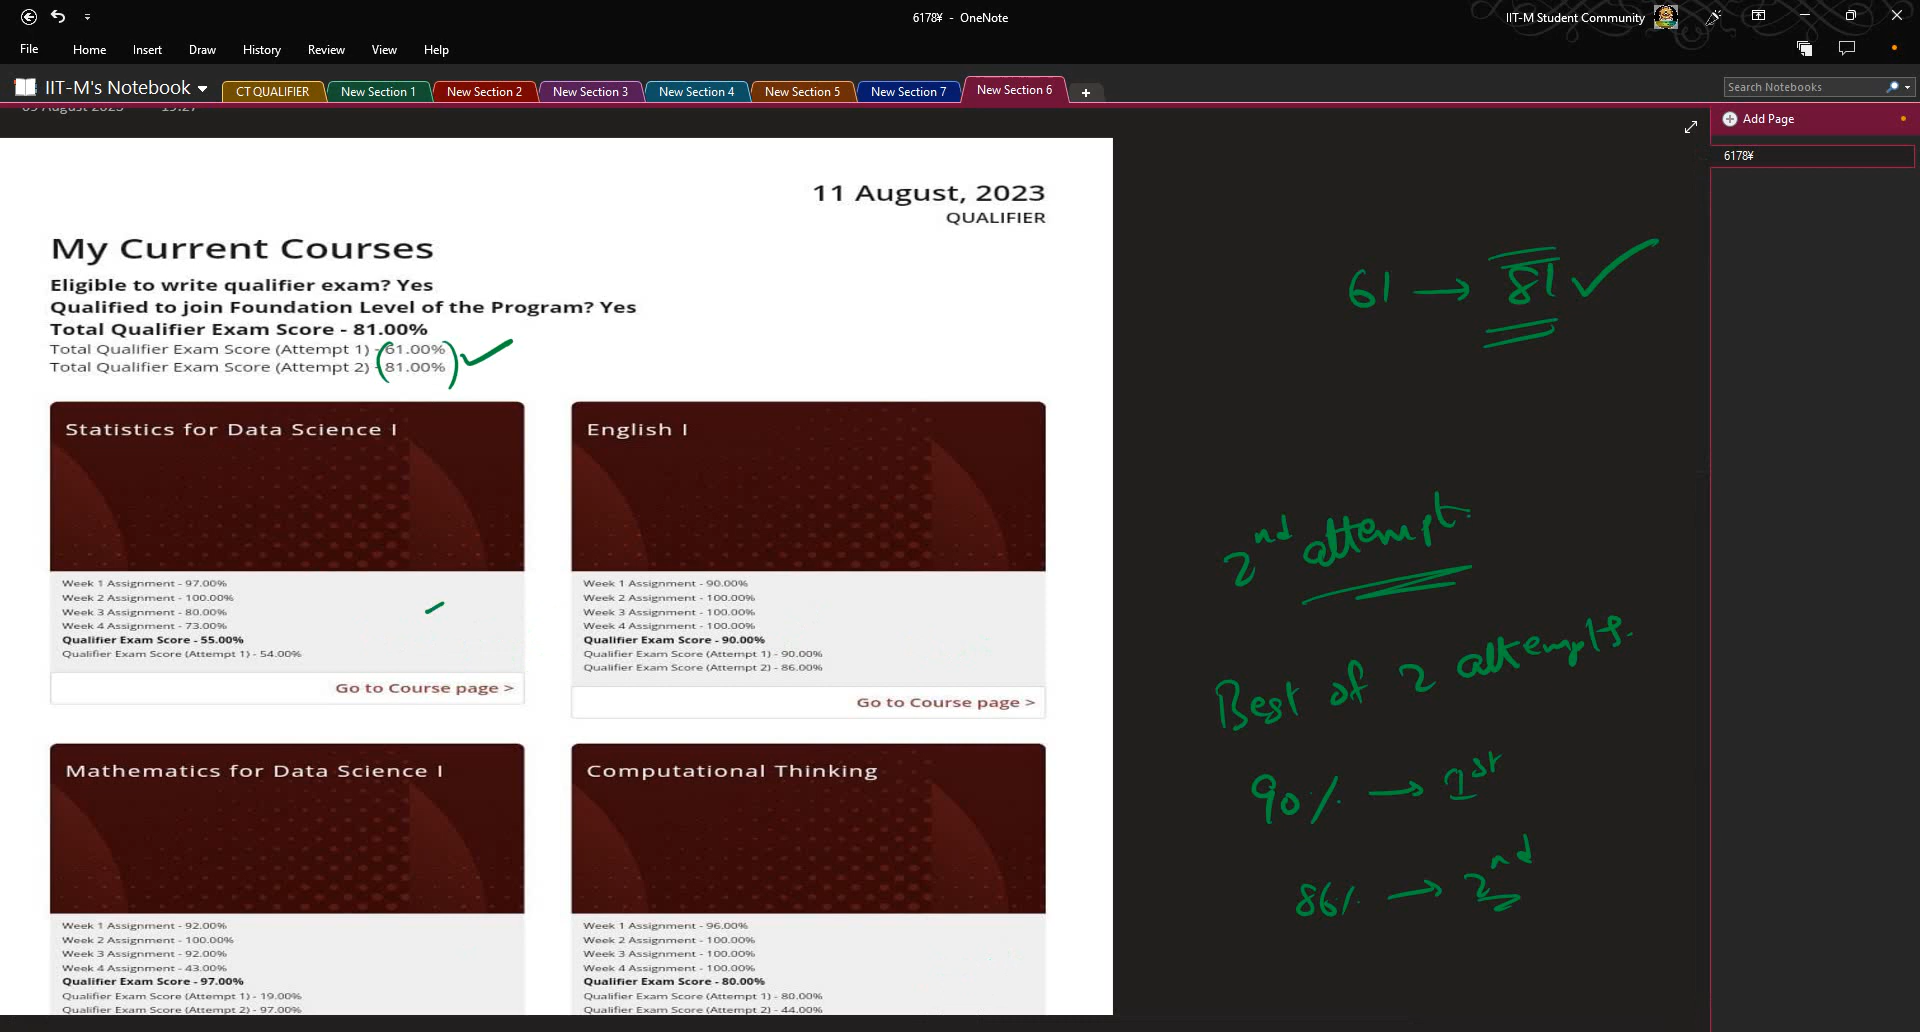 6178¥ - OneNote
IIT-M Student Community
File Home Insert Draw History Review View Help
IIT-M's Notebook
CT QUALIFIER
New Section 1
New Section 2
New Section 3
New Section 4
New Section 5
New Section 7
New Section 6
Search Notebooks
Add Page
6178¥
11 August, 2023
QUALIFIER
My Current Courses
Eligible to write qualifier exam? Yes
Qualified to join Foundation Level of the Program? Yes
Total Qualifier Exam Score - 81.00%
Total Qualifier Exam Score (Attempt 1) - 61.00%
Total Qualifier Exam Score (Attempt 2) - 81.00%
Statistics for Data Science I
Week 1 Assignment - 97.00%
Week 2 Assignment - 100.00%
Week 3 Assignment - 80.00%
Week 4 Assignment - 73.00%
Qualifier Exam Score - 55.00%
Qualifier Exam Score (Attempt 1) - 54.00%
Go to Course page >
English I
Week 1 Assignment - 90.00%
Week 2 Assignment - 100.00%
Week 3 Assignment - 100.00%
Week 4 Assignment - 100.00%
Qualifier Exam Score - 90.00%
Qualifier Exam Score (Attempt 1) - 90.00%
Qualifier Exam Score (Attempt 2) - 86.00%
Go to Course page >
Mathematics for Data Science I
Week 1 Assignment - 92.00%
Week 2 Assignment - 100.00%
Week 3 Assignment - 92.00%
Week 4 Assignment - 43.00%
Qualifier Exam Score - 97.00%
Qualifier Exam Score (Attempt 1) - 19.00%
Qualifier Exam Score (Attempt 2) - 97.00%
Computational Thinking
Week 1 Assignment - 96.00%
Week 2 Assignment - 100.00%
Week 3 Assignment - 100.00%
Week 4 Assignment - 100.00%
Qualifier Exam Score - 80.00%
Qualifier Exam Score (Attempt 1) - 80.00%
Qualifier Exam Score (Attempt 2) - 44.00%
61 → 81 ✓
2nd attempt.
Best of 2 attempts.
90% → 1st
86% → 2nd